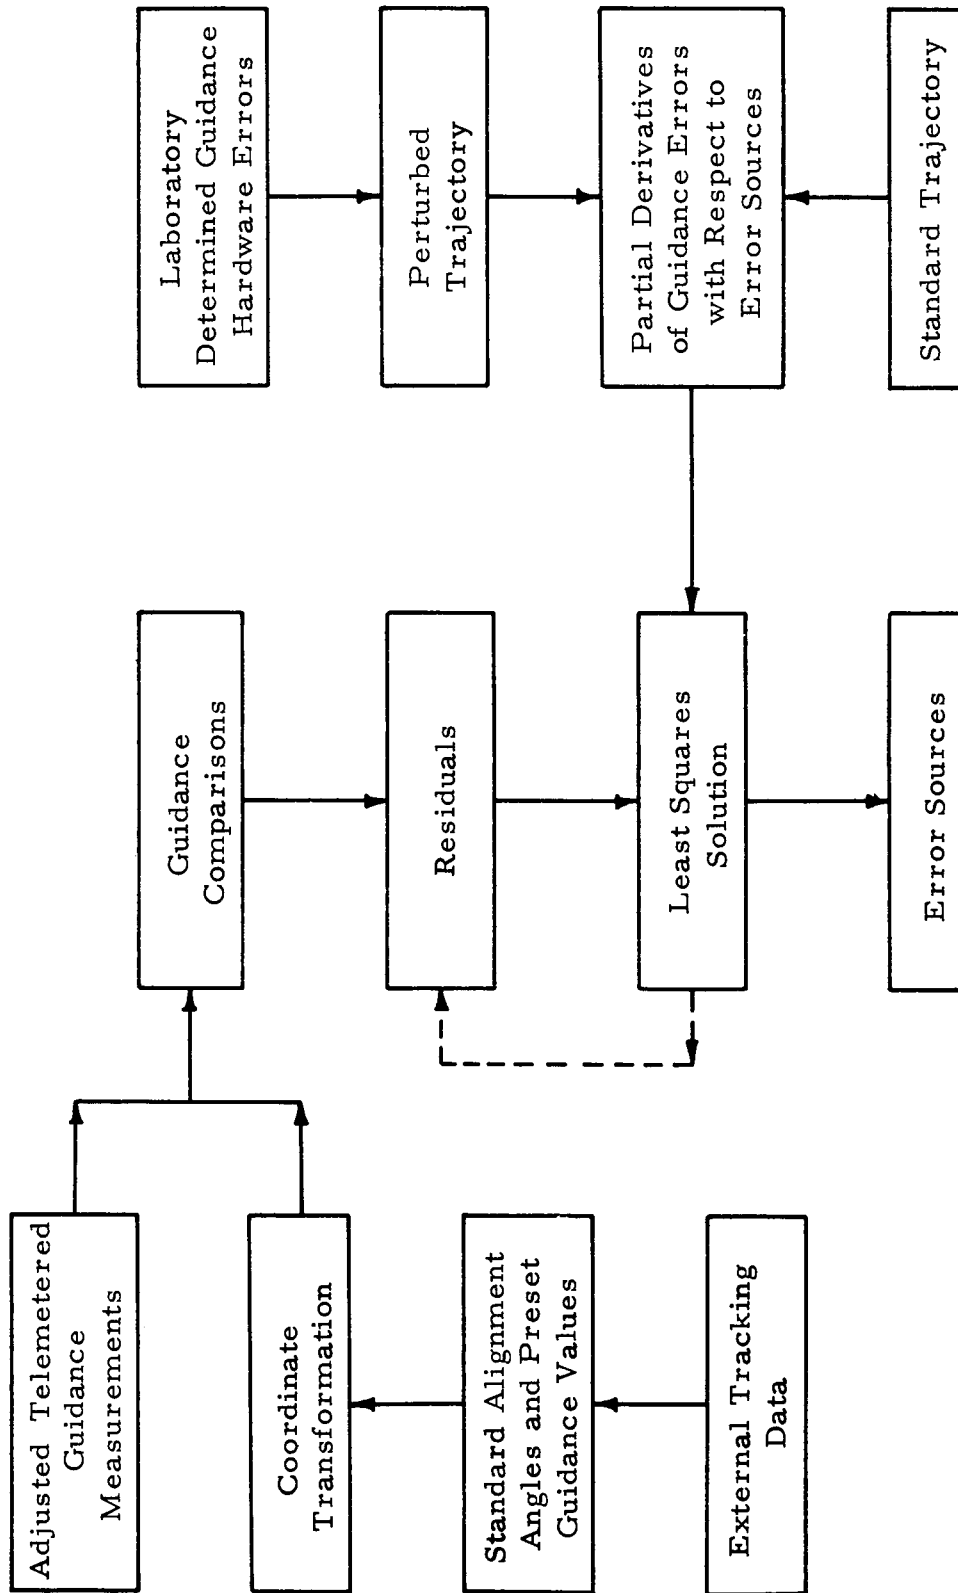 Adjusted Telemetered
Guidance
Measurements
Coordinate
Transformation
Standard Alignment
Angles and Preset
Guidance Values
External Tracking
Data
Guidance
Comparisons
Residuals
Least Squares
Solution
Error Sources
Laboratory
Determined Guidance
Hardware Errors
Perturbed
Trajectory
Partial Derivatives
of Guidance Errors
with Respect to
Error Sources
Standard Trajectory